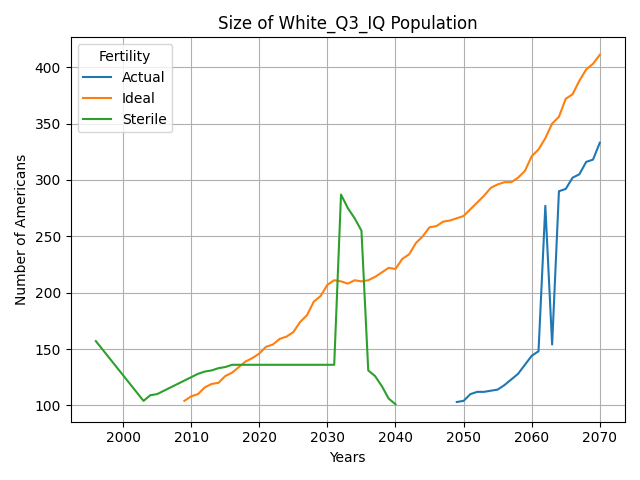 Size of White_Q3_IQ Population
Fertility
Actual
Ideal
Sterile
Number of Americans
400
350
300
250
200
150
100
2000
2010
2020
2030
2040
2050
2060
2070
Years